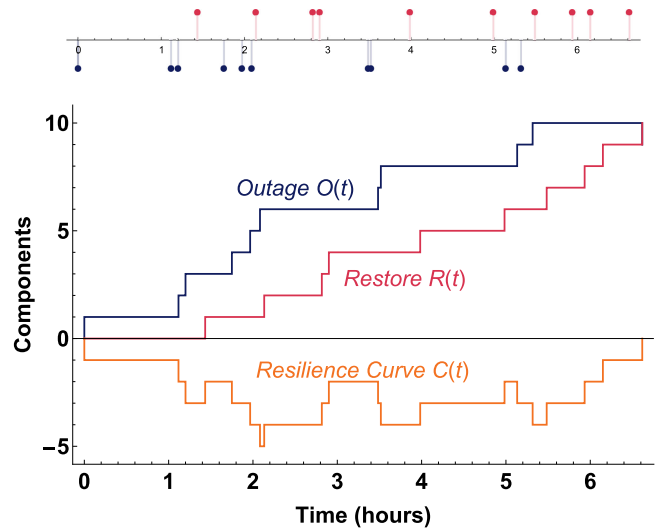 0 1 2 3 4 5 6
10
Outage O(t)
5
Restore R(t)
Components
0
Resilience Curve C(t)
−5
0 1 2 3 4 5 6
Time (hours)